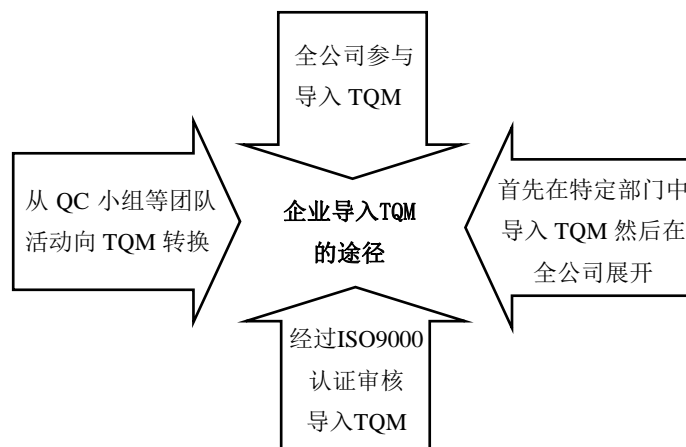 全公司参与
导入 TQM
从 QC 小组等团队
活动向 TQM 转换
企业导入TQM
的途径
首先在特定部门中
导入 TQM 然后在
全公司展开
经过ISO9000
认证审核
导入TQM